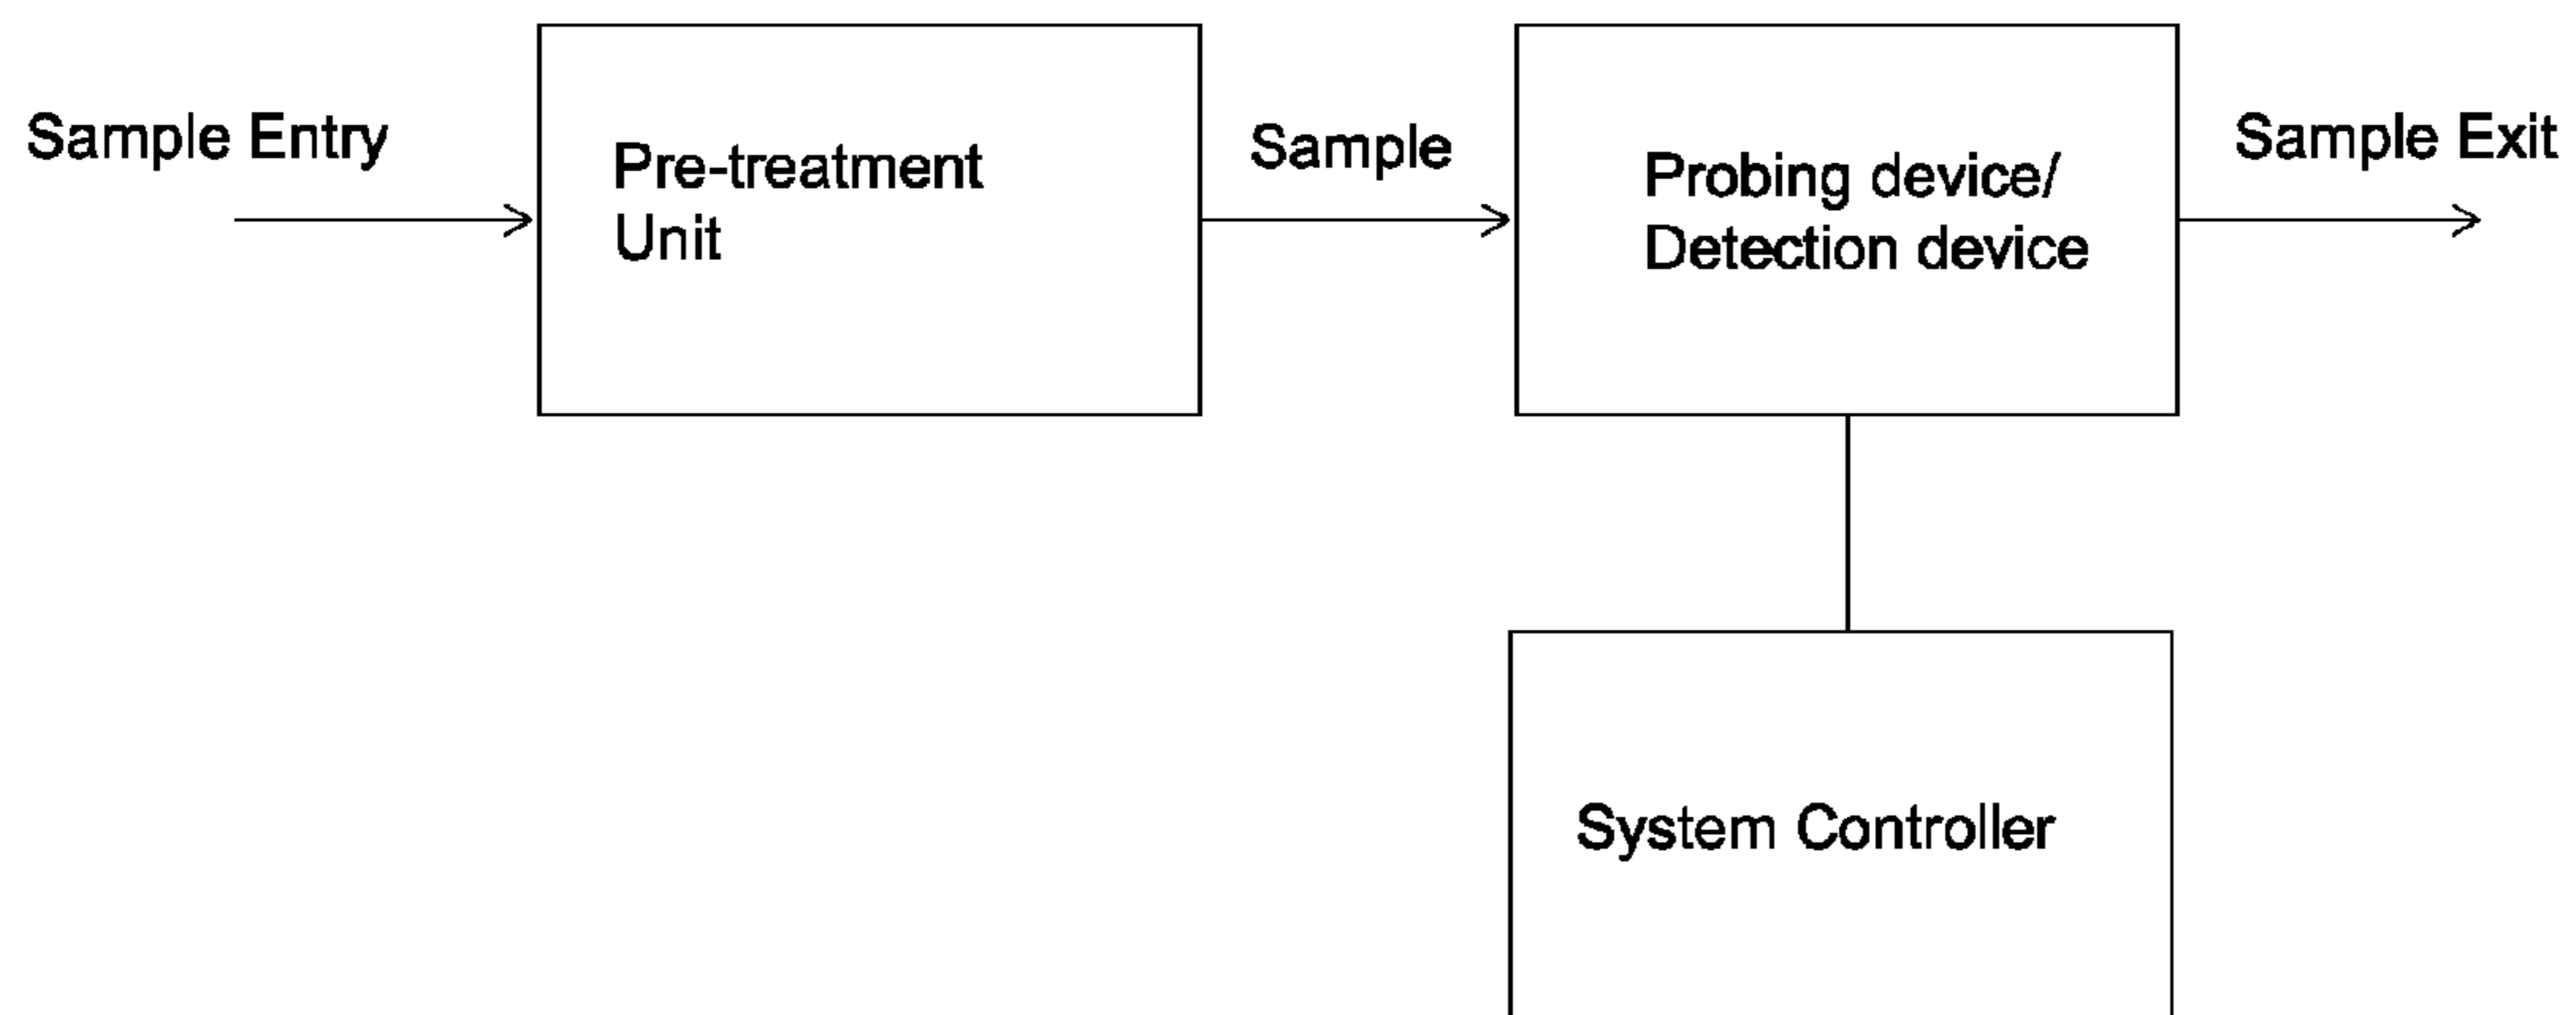 Sample Entry
Pre-treatment
Unit
Sample
Probing device/
Detection device
Sample Exit
System Controller